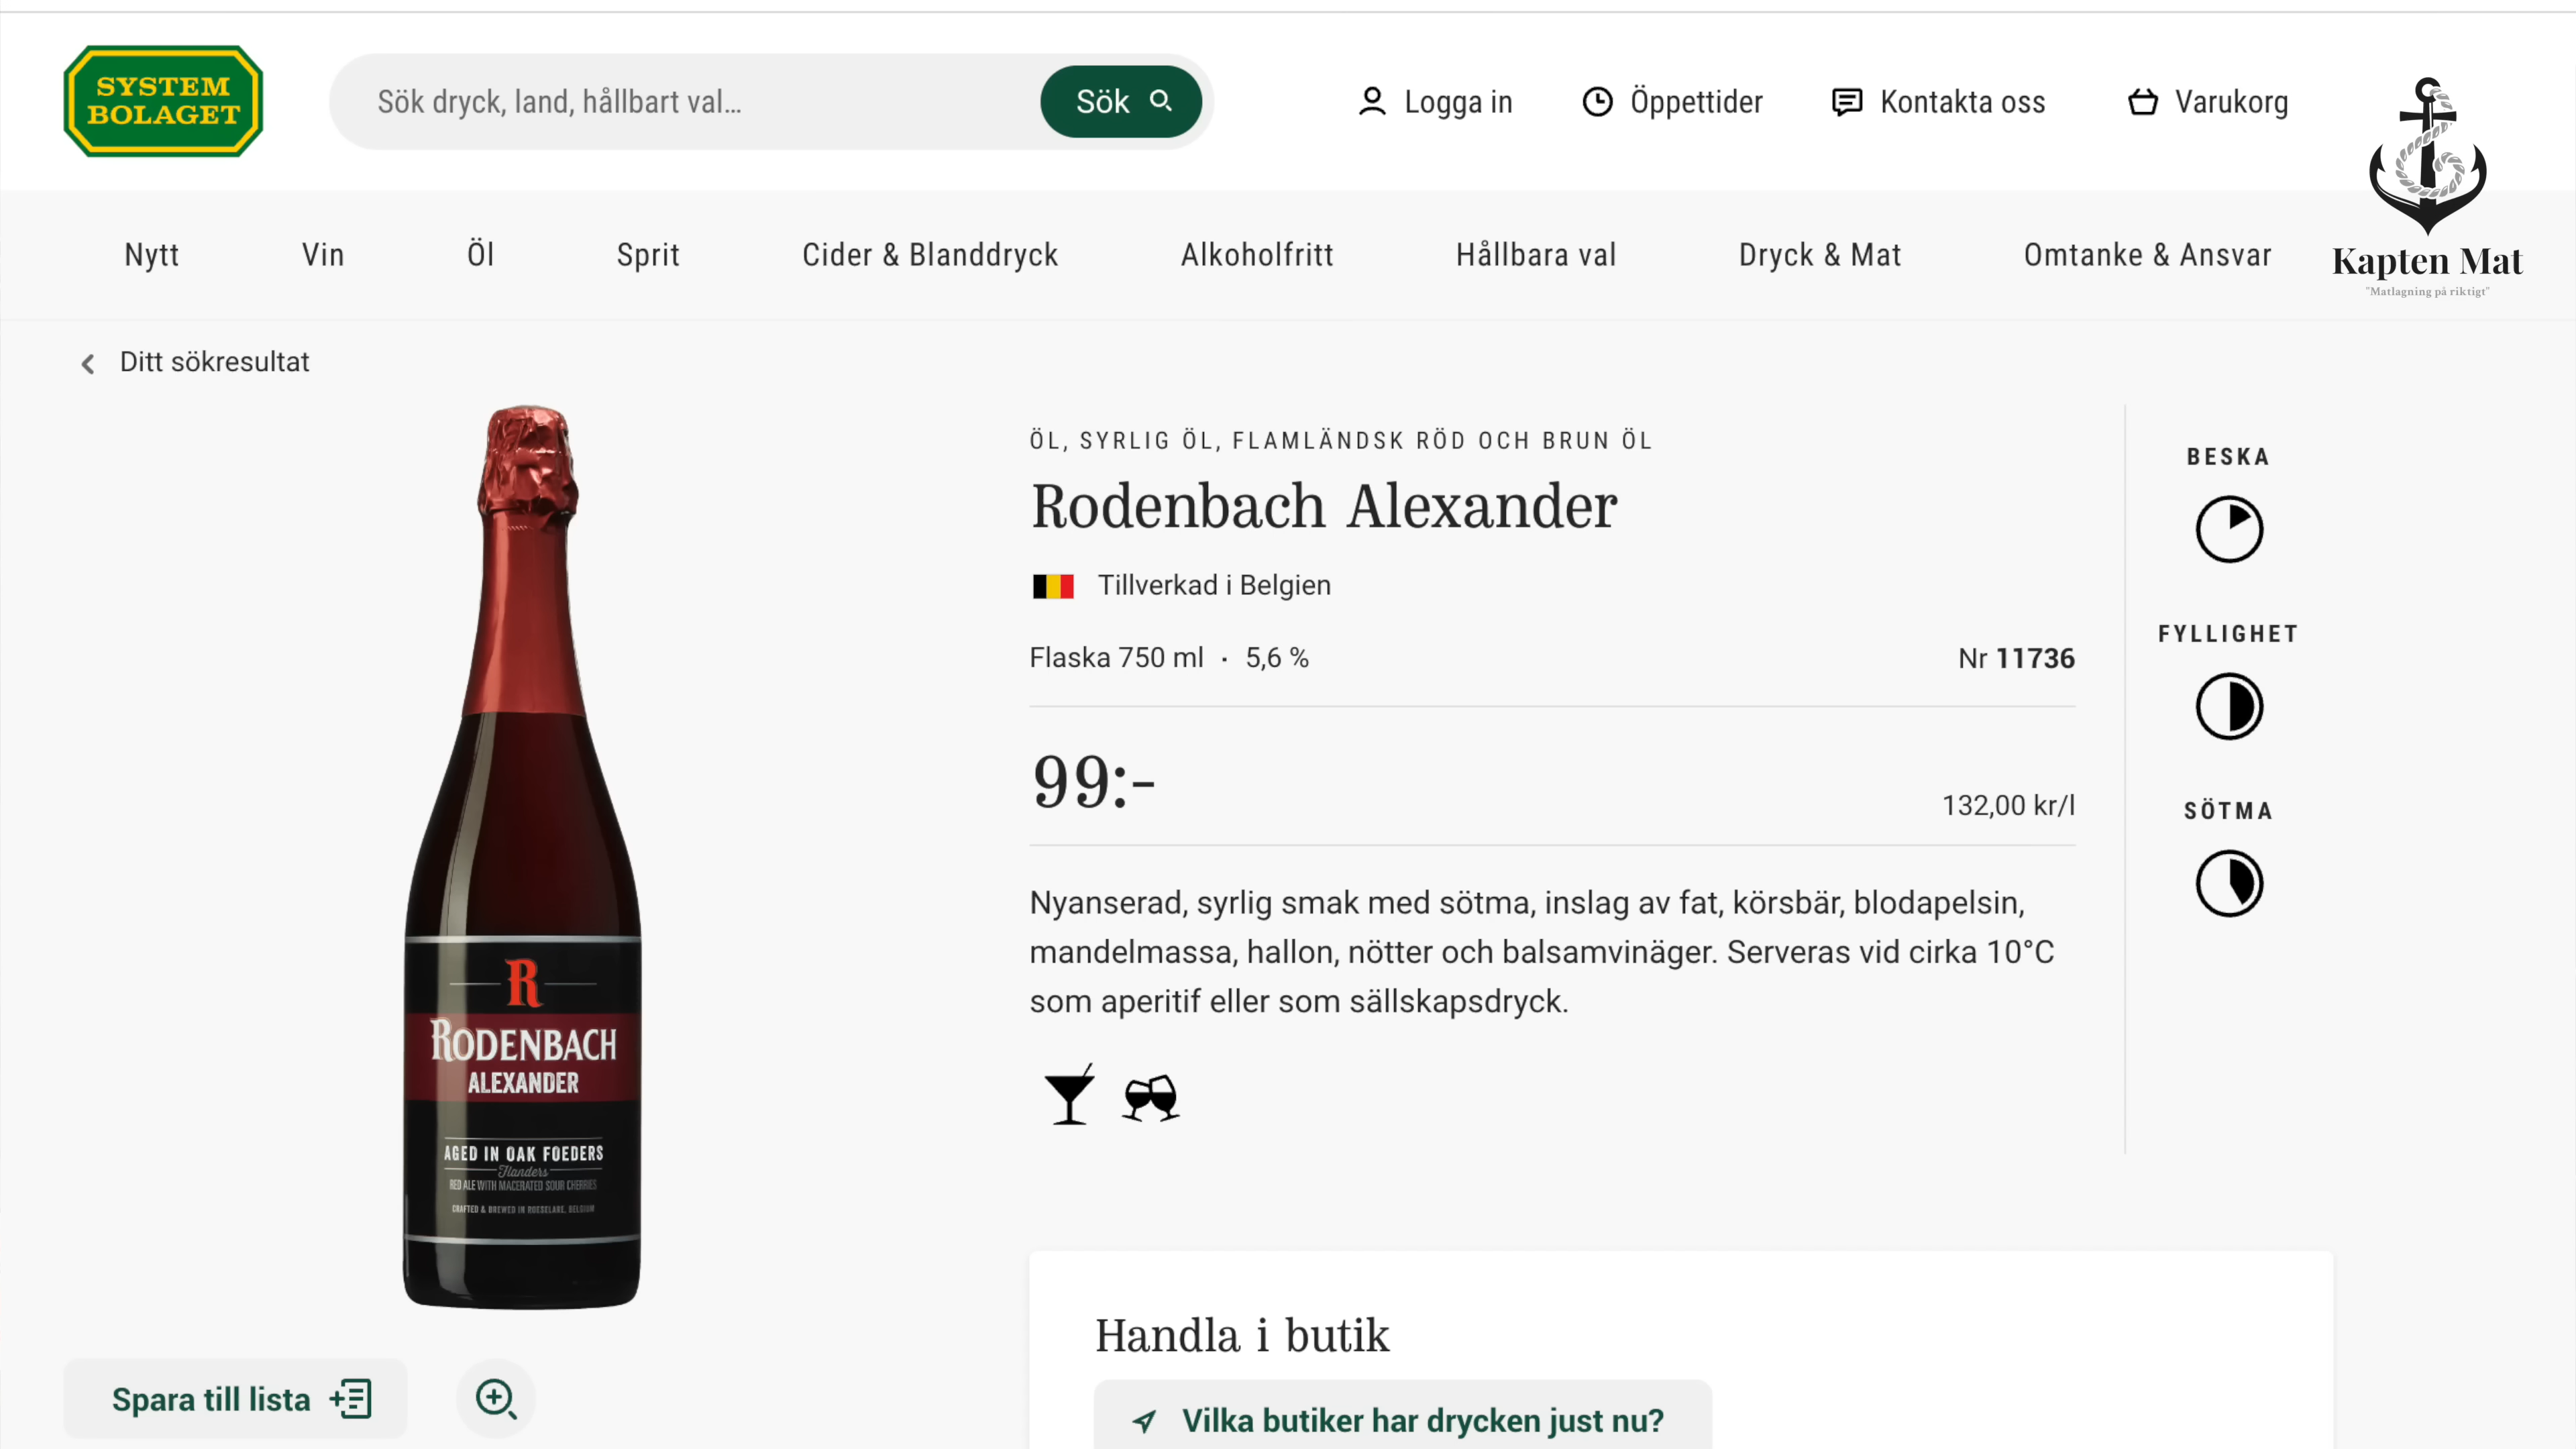 SYSTEM
BOLAGET
Sök dryck, land, hållbart val...
Sök
Logga in
Öppettider
Kontakta oss
Varukorg
Nytt
Vin
Öl
Sprit
Cider & Blanddryck
Alkoholfritt
Hållbara val
Dryck & Mat
Omtanke & Ansvar
Kapten Mat
"Matlagning på riktigt"
Ditt sökresultat
ÖL, SYRLIG ÖL, FLAMLÄNDSK RÖD OCH BRUN ÖL
Rodenbach Alexander
Tillverkad i Belgien
Flaska 750 ml · 5,6 %
Nr 11736
99:-
132,00 kr/l
Nyanserad, syrlig smak med sötma, inslag av fat, körsbär, blodapelsin,
mandelmassa, hallon, nötter och balsamvinäger. Serveras vid cirka 10°C
som aperitif eller som sällskapsdryck.
BESKA
FYLLIGHET
SÖTMA
R
RODENBACH
ALEXANDER
AGED IN OAK FOEDERS
Flanders
RED ALE WITH MACERATED SOUR CHERRIES
CRAFTED & BREWED IN ROESELARE, BELGIUM
Spara till lista
Handla i butik
Vilka butiker har drycken just nu?